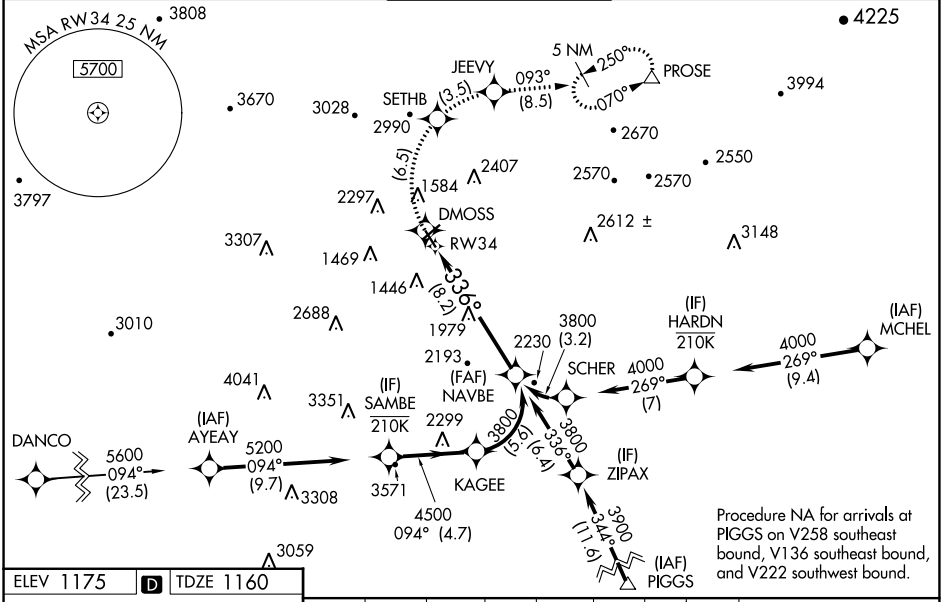 MSA RW34 25 NM
5700
3808
4225
5 NM
250°
070°
PROSE
JEEVY
093°
(8.5)
(3.5)
SETHB
3994
3670
3028
2990
2670
2550
2570
2570
(6.5)
2407
1584
2297
3797
DMOSS
RW34
2612 ±
3148
3307
1469
1446
336°
(8.2)
1979
2688
3010
2193
2230
3800
(3.2)
SCHER
(IF)
HARDN
210K
(IAF)
MCHEL
4000
269°
(9.4)
4000
269°
(7)
(FAF)
NAVBE
4041
3351
(IF)
SAMBE
210K
2299
(IAF)
AYEAY
DANCO
5600
094°
(23.5)
5200
094°
(9.7)
3308
3571
KAGEE
3800
(5.6)
4500
094° (4.7)
3800
336°
(6.4)
(IF)
ZIPAX
3900
344°
(11.6)
(IAF)
PIGGS
3059
Procedure NA for arrivals at
PIGGS on V258 southeast
bound, V136 southeast bound,
and V222 southwest bound.
ELEV 1175 D TDZE 1160